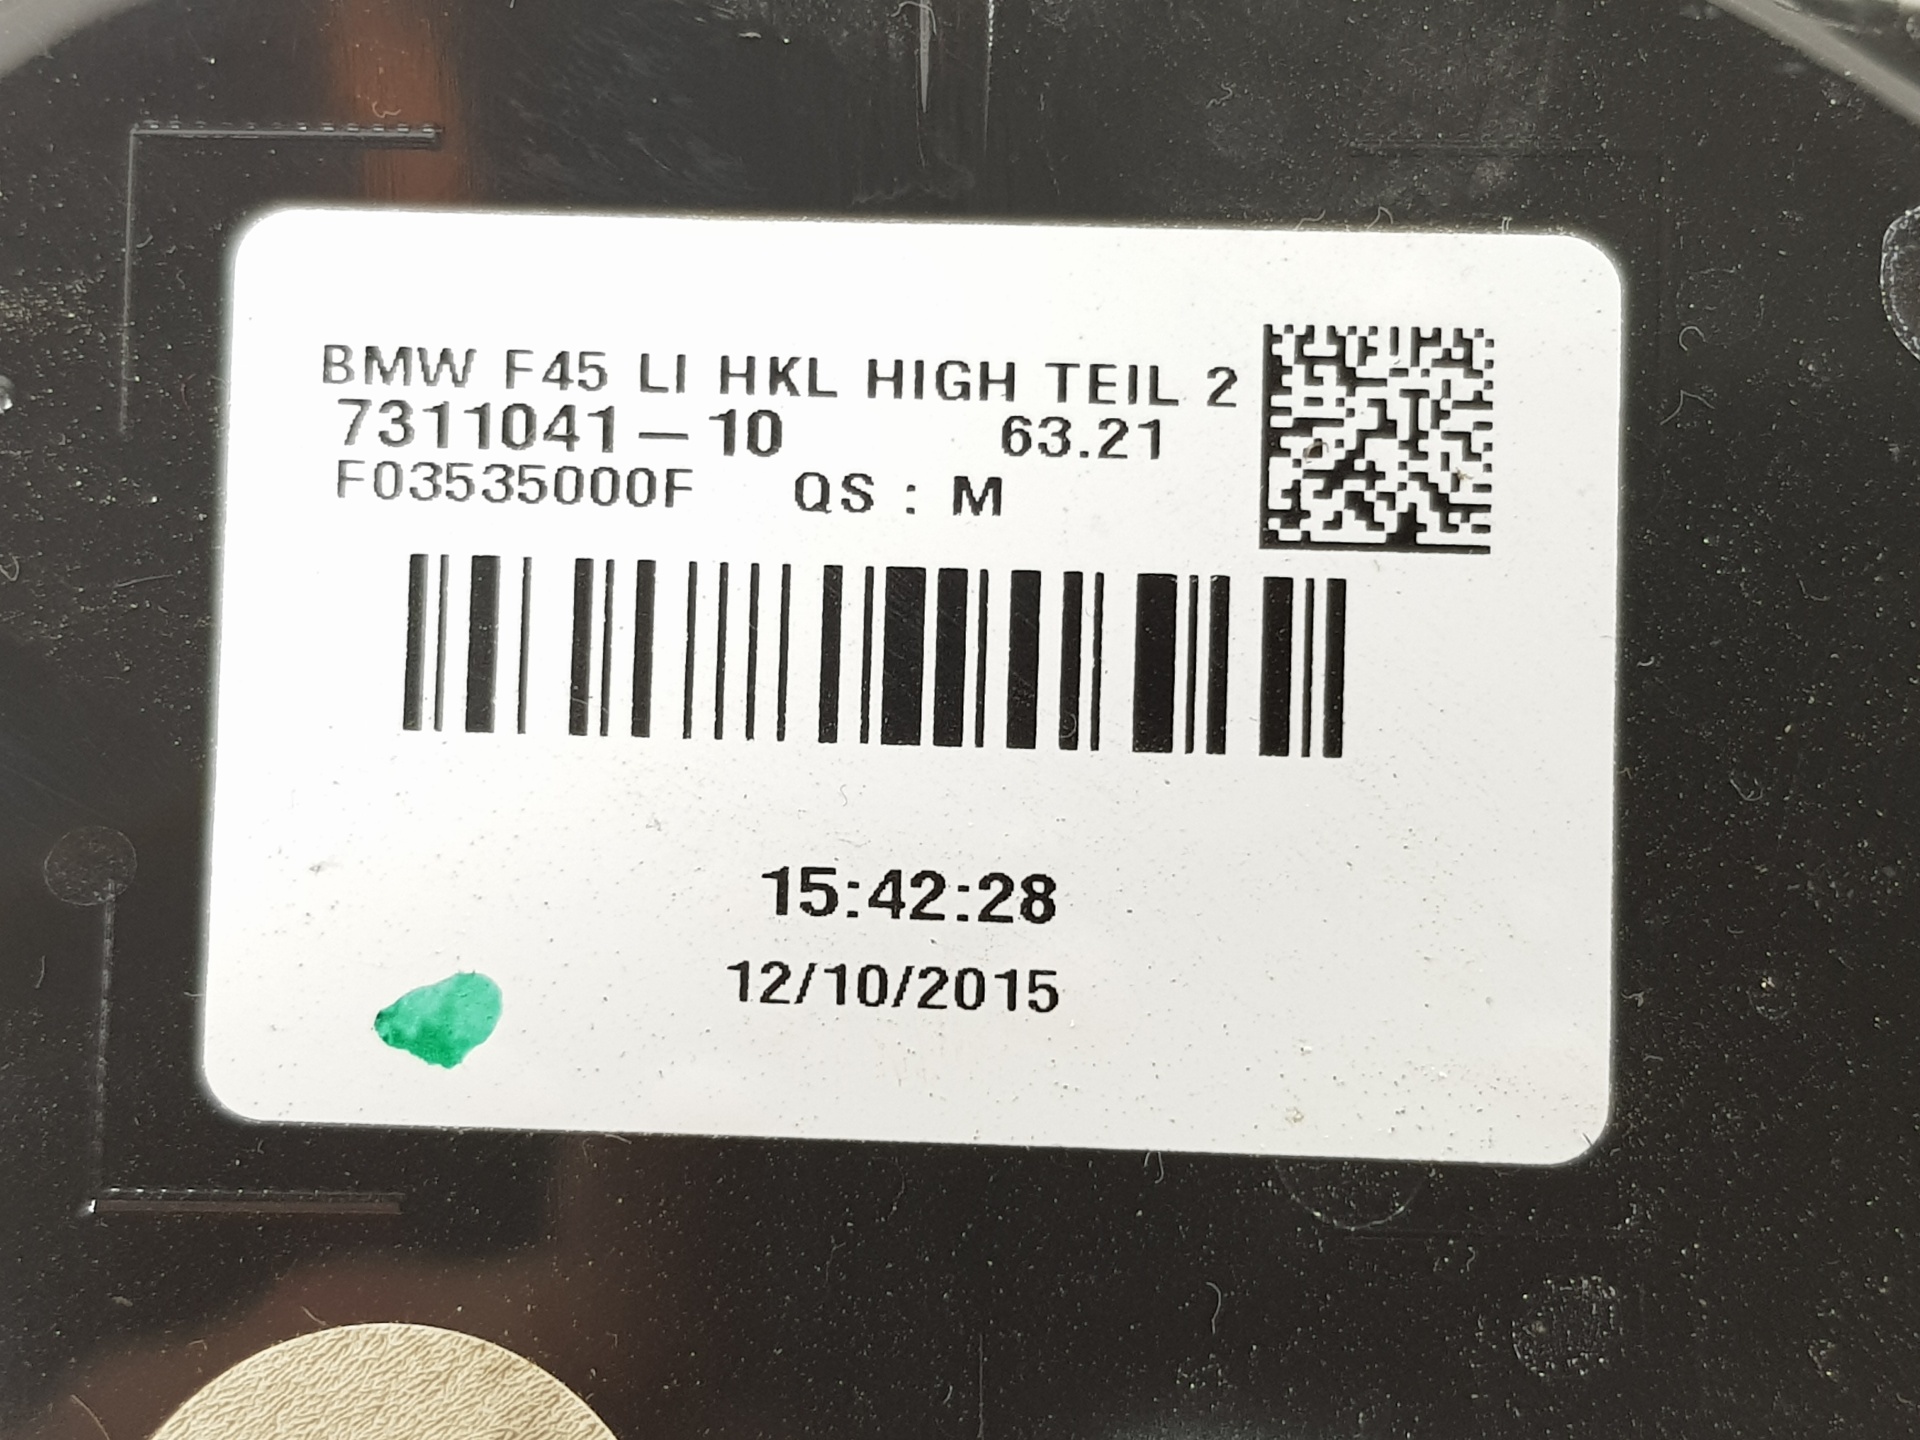 BMW F45 LI HKL HIGH TEIL 2
7311041-10 63.21
F03535000F QS : M
15:42:28
12/10/2015